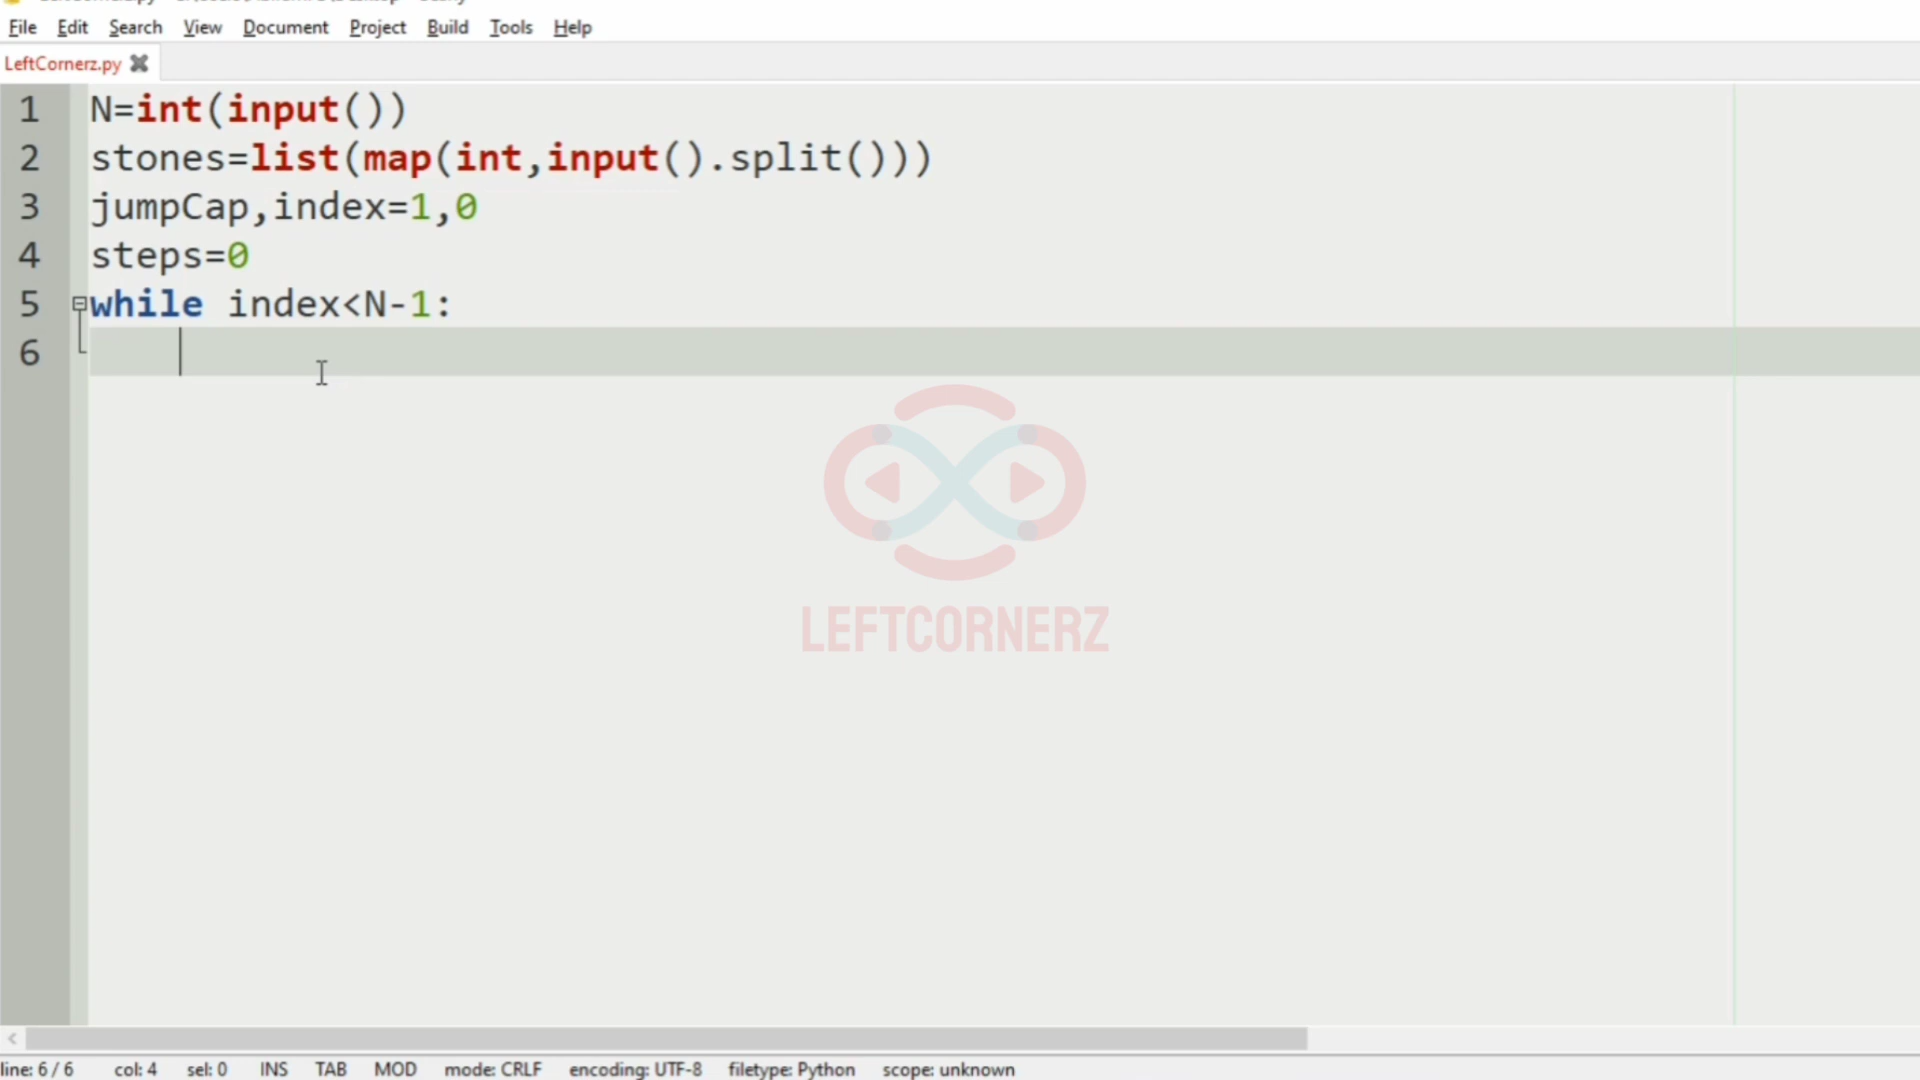 File Edit Search View Document Project Build Tools Help
LeftCornerz.py
1 N=int(input())
2 stones=list(map(int,input().split()))
3 jumpCap,index=1,0
4 steps=0
5 while index<N-1:
6
LEFTCORNERZ
line: 6 / 6 col: 4 sel: 0 INS TAB MOD mode: CRLF encoding: UTF-8 filetype: Python scope: unknown